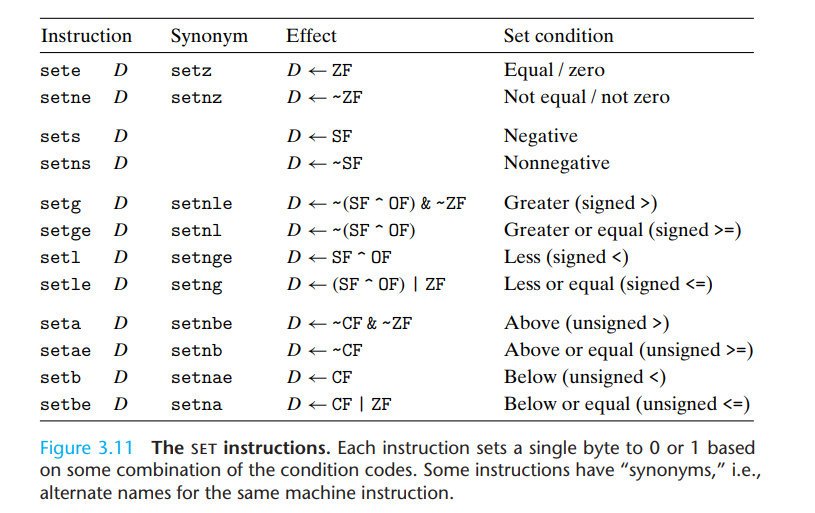 Instruction Synonym Effect Set condition
sete D setz D ← ZF Equal / zero
setne D setnz D ← ~ZF Not equal / not zero
sets D D ← SF Negative
setns D D ← ~SF Nonnegative
setg D setnle D ← ~(SF ^ OF) & ~ZF Greater (signed >)
setge D setnl D ← ~(SF ^ OF) Greater or equal (signed >=)
setl D setnge D ← SF ^ OF Less (signed <)
setle D setng D ← (SF ^ OF) | ZF Less or equal (signed <=)
seta D setnbe D ← ~CF & ~ZF Above (unsigned >)
setae D setnb D ← ~CF Above or equal (unsigned >=)
setb D setnae D ← CF Below (unsigned <)
setbe D setna D ← CF | ZF Below or equal (unsigned <=)
Figure 3.11 The SET instructions. Each instruction sets a single byte to 0 or 1 based
on some combination of the condition codes. Some instructions have “synonyms,” i.e.,
alternate names for the same machine instruction.